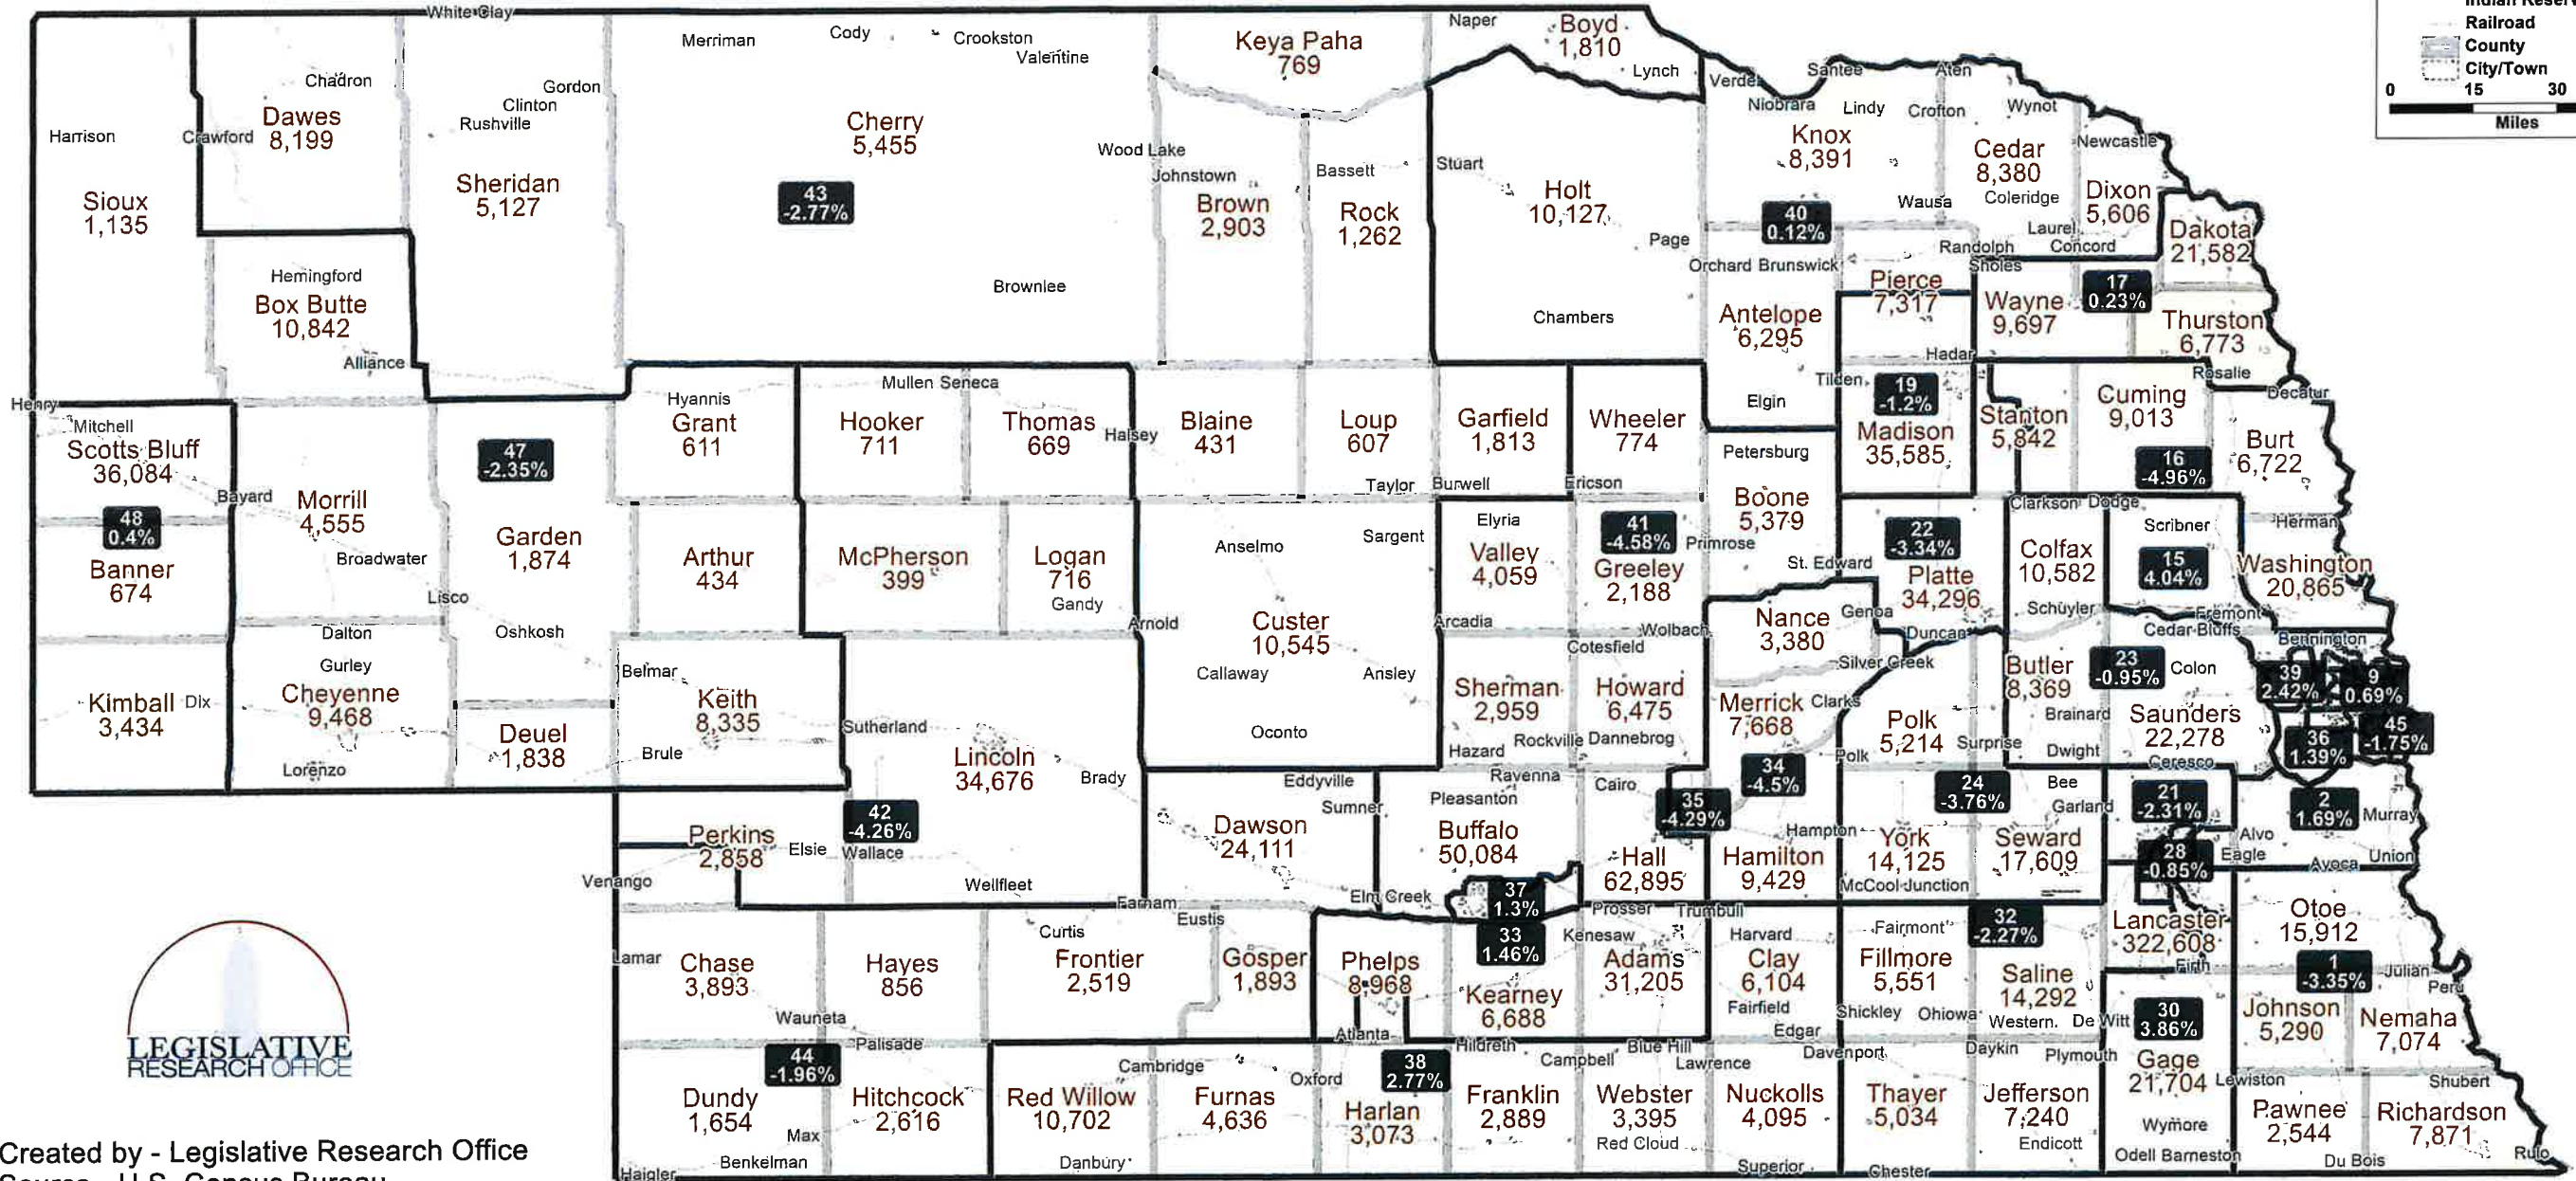 White Clay
Indian Reser
Railroad
County
City/Town
0 15 30
Miles
Merriman
Cody
Crookston
Valentine
Keya Paha
769
Naper
Boyd
1,810
Lynch
Verdel
Santee
Aten
Niobrara
Lindy
Crofton
Wynot
Newcastle
Chadron
Gordon
Clinton
Rushville
Harrison
Crawford
Dawes
8,199
Sioux
1,135
Sheridan
5,127
Cherry
5,455
43
-2.77%
Wood Lake
Johnstown
Brown
2,903
Bassett
Rock
1,262
Stuart
Holt
10,127
Page
Chambers
Knox
8,391
Cedar
8,380
Coleridge
Wausa
Dixon
5,606
Laurel
Concord
Randolph
Sholes
Dakota
21,582
40
0.12%
Orchard Brunswick
Pierce
7,317
Wayne
9,697
17
0.23%
Thurston
6,773
Antelope
6,295
Hadar
Rosalie
Decatur
Hemingford
Box Butte
10,842
Alliance
Brownlee
Henry
Mitchell
Scotts Bluff
36,084
Bayard
48
0.4%
Banner
674
Morrill
4,555
Broadwater
47
-2.35%
Garden
1,874
Lisco
Oshkosh
Hyannis
Grant
611
Hooker
711
Mullen Seneca
Thomas
669
Halsey
Blaine
431
Loup
607
Taylor
Garfield
1,813
Burwell
Wheeler
774
Ericson
Elgin
Tilden
19
-1.2%
Madison
35,585
Stanton
5,842
Cuming
9,013
16
-4.96%
Burt
6,722
Petersburg
Boone
5,379
Primrose
St. Edward
Arthur
434
McPherson
399
Logan
716
Gandy
Arnold
Anselmo
Sargent
Custer
10,545
Callaway
Ansley
Oconto
Elyria
Valley
4,059
Arcadia
41
-4.58%
Greeley
2,188
Wolbach
Cotesfield
22
-3.34%
Platte
34,296
Clarkson Dodge
Colfax
10,582
Schuyler
Scribner
15
4.04%
Herman
Washington
20,865
Fremont
Cedar Bluffs
Bennington
Nance
3,380
Genoa
Duncan
Silver Creek
Dalton
Gurley
Cheyenne
9,468
Lorenzo
Kimball
3,434
Dix
Deuel
1,838
Belmar
Keith
8,335
Brule
Sutherland
Lincoln
34,676
Brady
Sherman
2,959
Hazard
Howard
6,475
Rockville Dannebrog
Merrick
7,668
Clarks
Polk
5,214
Polk
Surprise
Butler
8,369
Brainard
Dwight
23
-0.95%
Colon
Saunders
22,278
Ceresco
39
2.42%
9
0.69%
36
1.39%
45
-1.75%
Eddyville
Sumner
Dawson
24,111
Ravenna
Pleasanton
Buffalo
50,084
Elm Creek
Cairo
35
-4.29%
34
-4.5%
Hall
62,895
Hampton
Hamilton
9,429
24
-3.76%
Bee
Garland
York
14,125
McCool Junction
Seward
17,609
21
-2.31%
28
-0.85%
2
1.69%
Murray
Alvo
Eagle
Avoca
Union
42
-4.26%
Perkins
2,858
Elsie
Wallace
Venango
Wellfleet
Farnam
Eustis
37
1.3%
33
1.46%
Prosser
Trumbull
Kenesaw
Lamar
Chase
3,893
Wauneta
Hayes
856
Palisade
Curtis
Frontier
2,519
Gosper
1,893
Phelps
8,968
Atlanta
Kearney
6,688
Hildreth
Adams
31,205
Blue Hill
Harvard
Clay
6,104
Fairfield
Edgar
Fairmont
Fillmore
5,551
Shickley
Ohiowa
32
-2.27%
Saline
14,292
Western
De Witt
Lancaster
322,608
Firth
Otoe
15,912
1
-3.35%
Julian
Peru
Johnson
5,290
Nemaha
7,074
30
3.86%
Gage
21,704
Wymore
Odell Barneston
Lewiston
Shubert
Pawnee
2,544
Du Bois
Richardson
7,871
Rulo
44
-1.96%
Dundy
1,654
Max
Benkelman
Haigler
Hitchcock
2,616
Red Willow
10,702
Danbury
Cambridge
Furnas
4,636
Oxford
Harlan
3,073
38
2.77%
Franklin
2,889
Campbell
Webster
3,395
Red Cloud
Lawrence
Nuckolls
4,095
Superior
Davenport
Thayer
5,034
Chester
Daykin
Plymouth
Jefferson
7,240
Endicott
LEGISLATIVE
RESEARCH OFFICE
Created by - Legislative Research Office
Source - U.S. Census Bureau